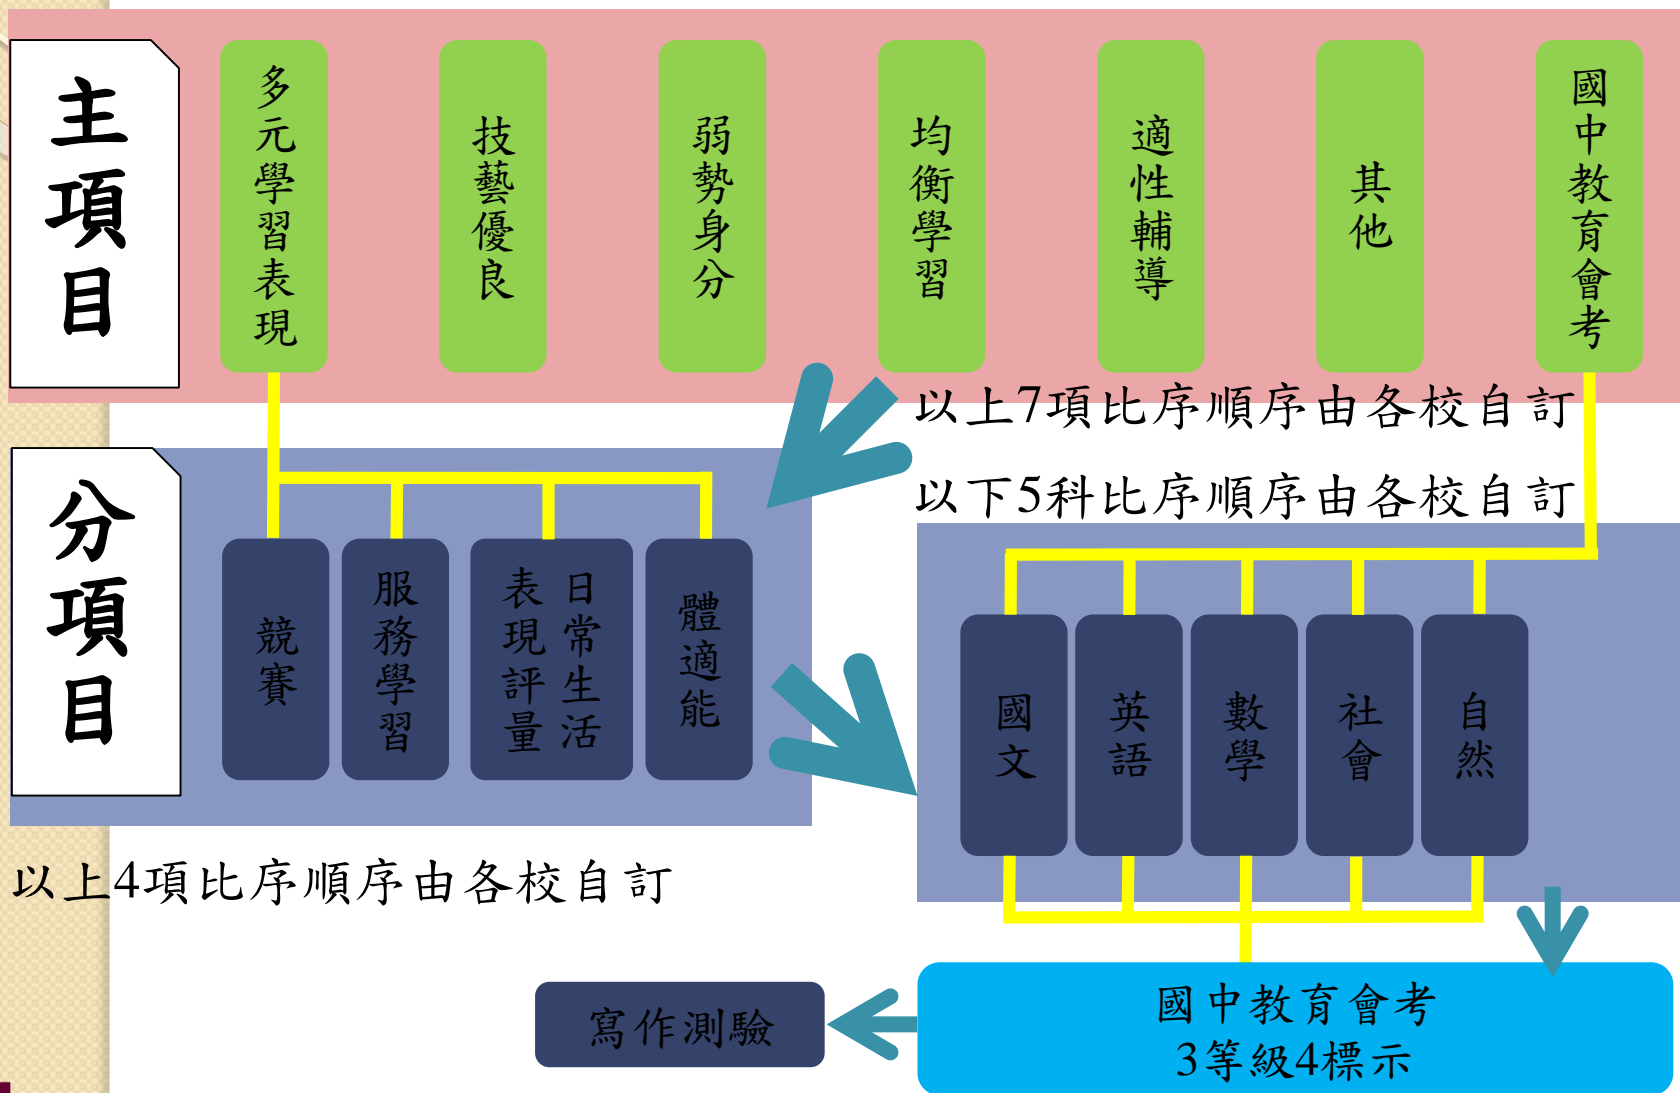 主項目
多元學習表現
技藝優良
弱勢身分
均衡學習
適性輔導
其他
國中教育會考
以上7項比序順序由各校自訂
以下5科比序順序由各校自訂
分項目
競賽
服務學習
日常生活
表現評量
體適能
國文
英語
數學
社會
自然
以上4項比序順序由各校自訂
寫作測驗
國中教育會考
3等級4標示